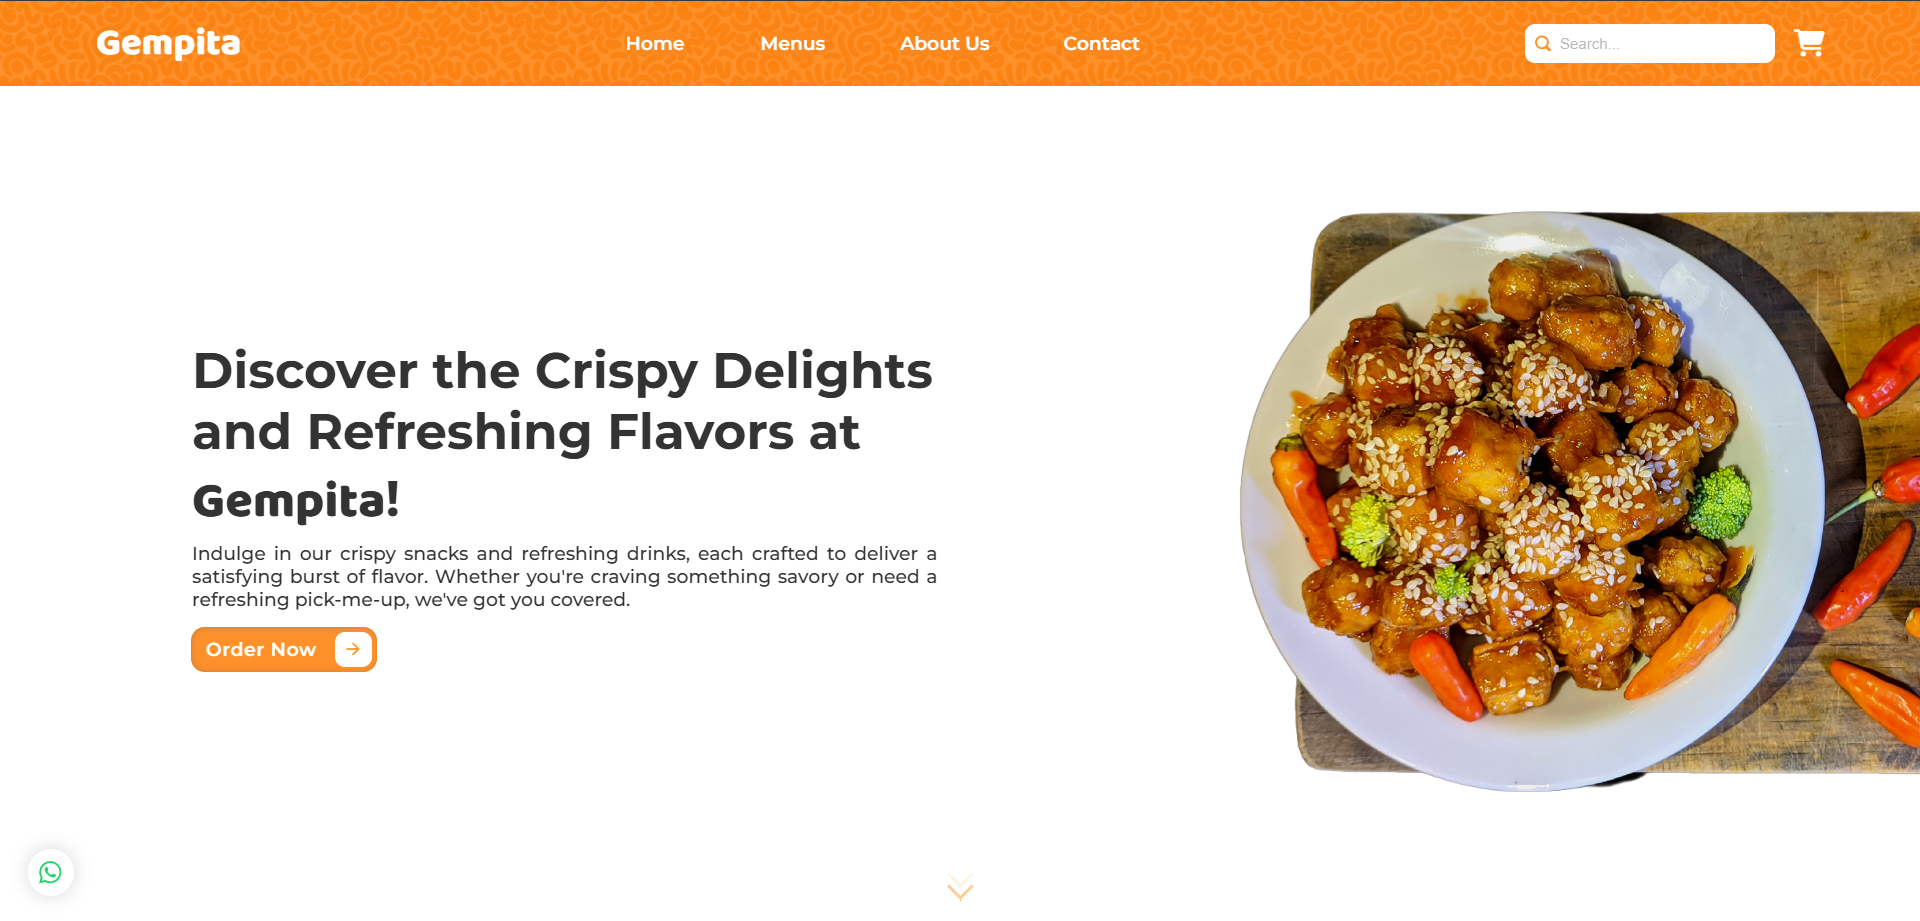 Gempita
Home
Menus
About Us
Contact
Search...
Discover the Crispy Delights
and Refreshing Flavors at
Gempita!
Indulge in our crispy snacks and refreshing drinks, each crafted to deliver a
satisfying burst of flavor. Whether you're craving something savory or need a
refreshing pick-me-up, we've got you covered.
Order Now